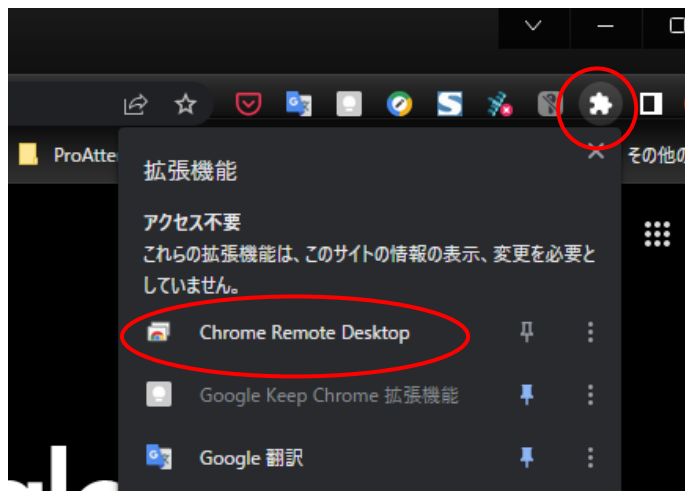 ProAtte
その他の
拡張機能
アクセス不要
これらの拡張機能は、このサイトの情報の表示、変更を必要と
していません。
Chrome Remote Desktop
Google Keep Chrome 拡張機能
Google 翻訳